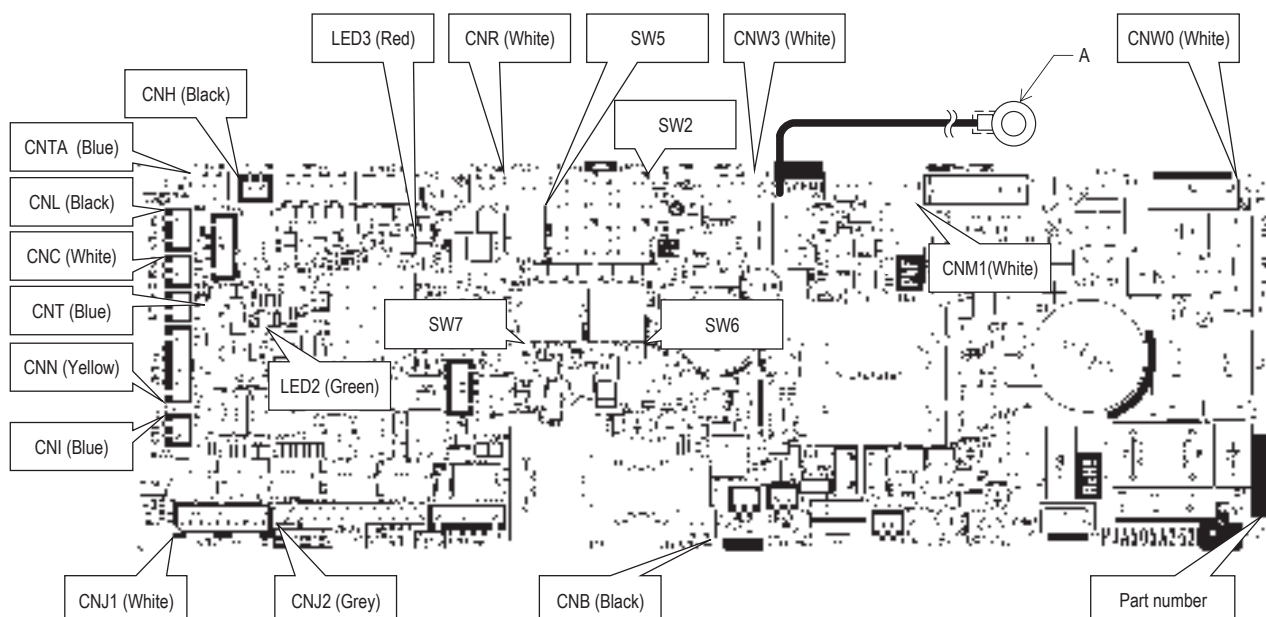 LED3 (Red)
CNR (White)
SW5
CNW3 (White)
CNW0 (White)
A
CNH (Black)
SW2
CNTA (Blue)
CNL (Black)
CNC (White)
CNM1(White)
CNT (Blue)
SW7
SW6
CNN (Yellow)
LED2 (Green)
CNI (Blue)
PJA505A262
CNJ1 (White)
CNJ2 (Grey)
CNB (Black)
Part number